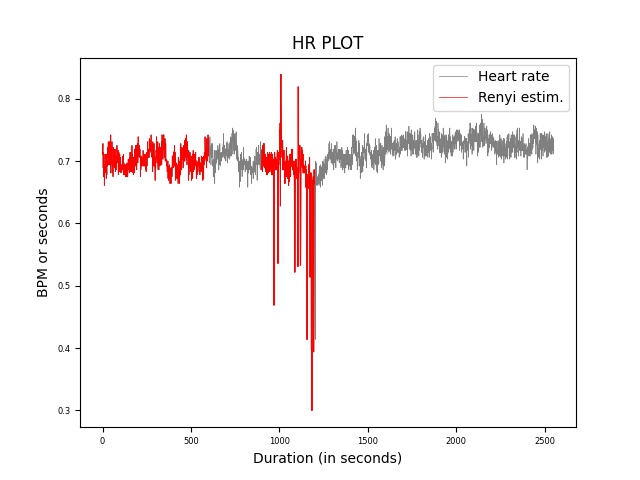 HR PLOT
Heart rate
Renyi estim.
BPM or seconds
0.8
0.7
0.6
0.5
0.4
0.3
0 500 1000 1500 2000 2500
Duration (in seconds)